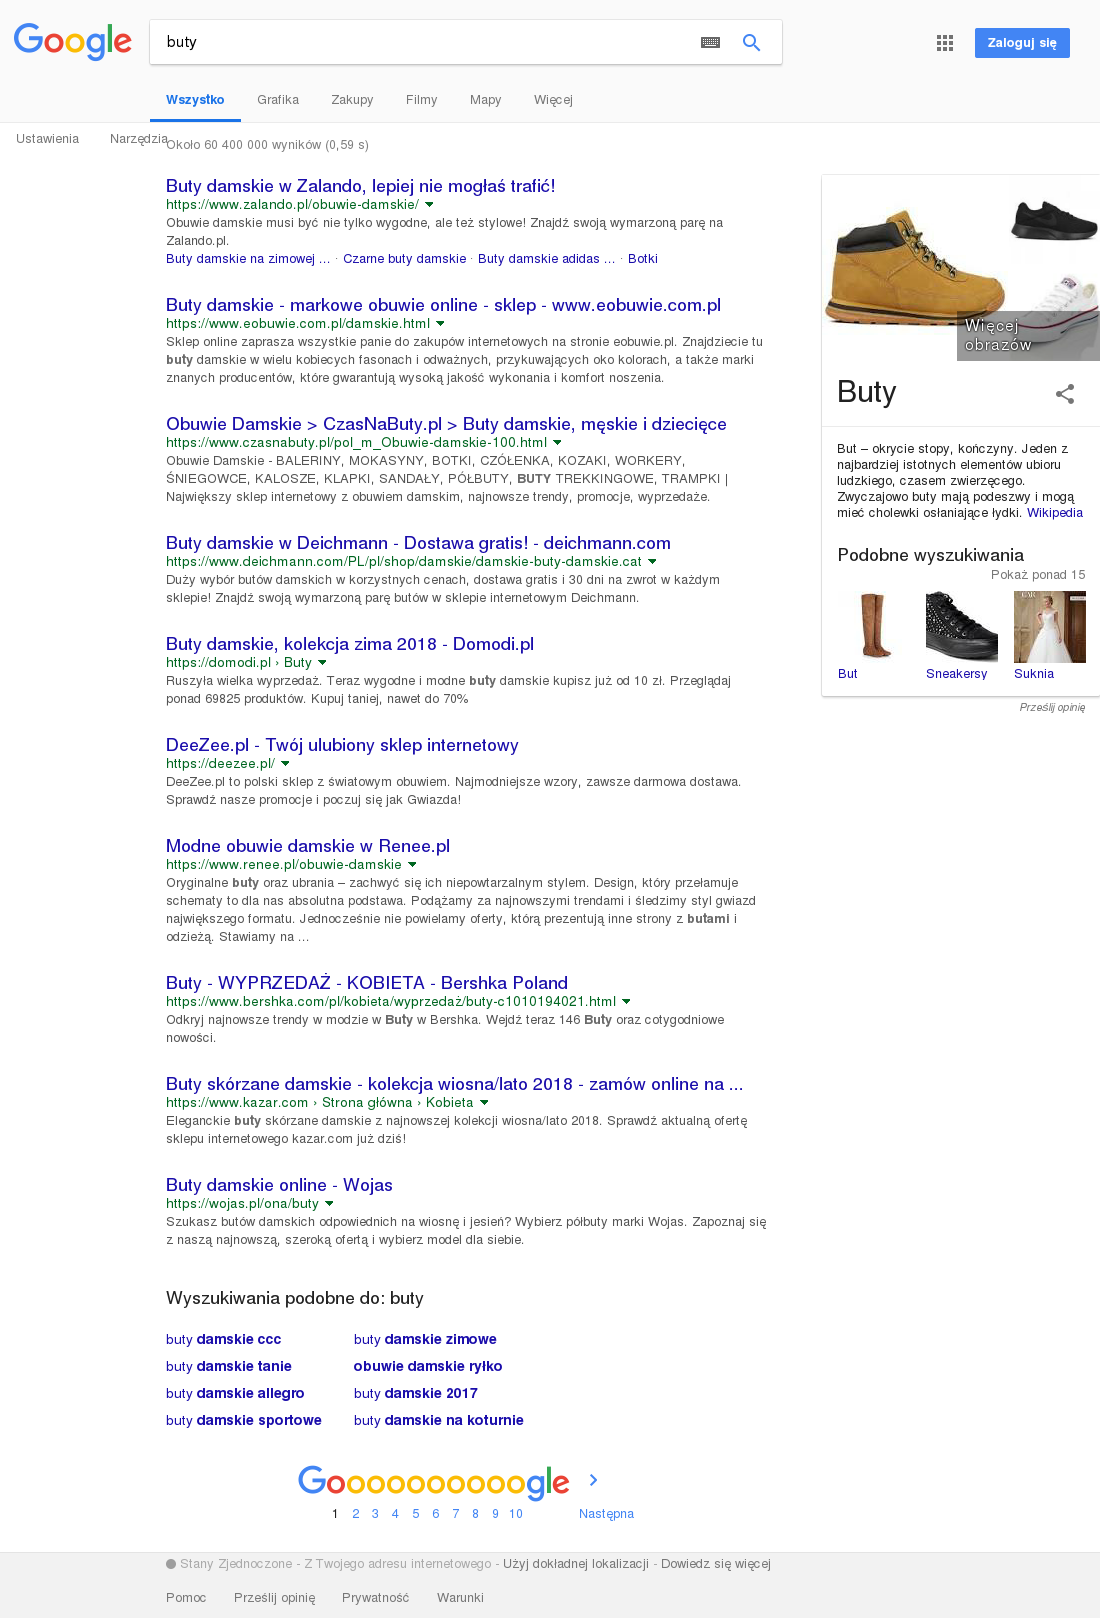 Google
buty
Zaloguj się
Wszystko Grafika Zakupy Filmy Mapy Więcej
Ustawienia Narzędzia
Około 60 400 000 wyników (0,59 s)
Buty damskie w Zalando, lepiej nie mogłaś trafić!
https://www.zalando.pl/obuwie-damskie/
Obuwie damskie musi być nie tylko wygodne, ale też stylowe! Znajdź swoją wymarzoną parę na
Zalando.pl.
Buty damskie na zimowej ... · Czarne buty damskie · Buty damskie adidas ... · Botki
Buty damskie - markowe obuwie online - sklep - www.eobuwie.com.pl
https://www.eobuwie.com.pl/damskie.html
Sklep online zaprasza wszystkie panie do zakupów internetowych na stronie eobuwie.pl. Znajdziecie tu
buty damskie w wielu kobiecych fasonach i odważnych, przykuwających oko kolorach, a także marki
znanych producentów, które gwarantują wysoką jakość wykonania i komfort noszenia.
Obuwie Damskie > CzasNaButy.pl > Buty damskie, męskie i dziecięce
https://www.czasnabuty.pl/pol_m_Obuwie-damskie-100.html
Obuwie Damskie - BALERINY, MOKASYNY, BOTKI, CZÓŁENKA, KOZAKI, WORKERY,
ŚNIEGOWCE, KALOSZE, KLAPKI, SANDAŁY, PÓŁBUTY, BUTY TREKKINGOWE, TRAMPKI |
Największy sklep internetowy z obuwiem damskim, najnowsze trendy, promocje, wyprzedaże.
Buty damskie w Deichmann - Dostawa gratis! - deichmann.com
https://www.deichmann.com/PL/pl/shop/damskie/damskie-buty-damskie.cat
Duży wybór butów damskich w korzystnych cenach, dostawa gratis i 30 dni na zwrot w każdym
sklepie! Znajdź swoją wymarzoną parę butów w sklepie internetowym Deichmann.
Buty damskie, kolekcja zima 2018 - Domodi.pl
https://domodi.pl › Buty
Ruszyła wielka wyprzedaż. Teraz wygodne i modne buty damskie kupisz już od 10 zł. Przeglądaj
ponad 69825 produktów. Kupuj taniej, nawet do 70%
DeeZee.pl - Twój ulubiony sklep internetowy
https://deezee.pl/
DeeZee.pl to polski sklep z światowym obuwiem. Najmodniejsze wzory, zawsze darmowa dostawa.
Sprawdź nasze promocje i poczuj się jak Gwiazda!
Modne obuwie damskie w Renee.pl
https://www.renee.pl/obuwie-damskie
Oryginalne buty oraz ubrania – zachwyć się ich niepowtarzalnym stylem. Design, który przełamuje
schematy to dla nas absolutna podstawa. Podążamy za najnowszymi trendami i śledzimy styl gwiazd
największego formatu. Jednocześnie nie powielamy oferty, którą prezentują inne strony z butami i
odzieżą. Stawiamy na ...
Buty - WYPRZEDAŻ - KOBIETA - Bershka Poland
https://www.bershka.com/pl/kobieta/wyprzedaż/buty-c1010194021.html
Odkryj najnowsze trendy w modzie w Buty w Bershka. Wejdź teraz 146 Buty oraz cotygodniowe
nowości.
Buty skórzane damskie - kolekcja wiosna/lato 2018 - zamów online na ...
https://www.kazar.com › Strona główna › Kobieta
Eleganckie buty skórzane damskie z najnowszej kolekcji wiosna/lato 2018. Sprawdź aktualną ofertę
sklepu internetowego kazar.com już dziś!
Buty damskie online - Wojas
https://wojas.pl/ona/buty
Szukasz butów damskich odpowiednich na wiosnę i jesień? Wybierz półbuty marki Wojas. Zapoznaj się
z naszą najnowszą, szeroką ofertą i wybierz model dla siebie.
Więcej
obrazów
Buty
But – okrycie stopy, kończyny. Jeden z
najbardziej istotnych elementów ubioru
ludzkiego, czasem zwierzęcego.
Zwyczajowo buty mają podeszwy i mogą
mieć cholewki osłaniające łydki. Wikipedia
Podobne wyszukiwania
Pokaż ponad 15
But Sneakersy Suknia
Prześlij opinię
Wyszukiwania podobne do: buty
buty damskie ccc buty damskie zimowe
buty damskie tanie obuwie damskie ryłko
buty damskie allegro buty damskie 2017
buty damskie sportowe buty damskie na koturnie
Goooooooooogle
1 2 3 4 5 6 7 8 9 10 Następna
Stany Zjednoczone - Z Twojego adresu internetowego - Użyj dokładnej lokalizacji - Dowiedz się więcej
Pomoc Prześlij opinię Prywatność Warunki